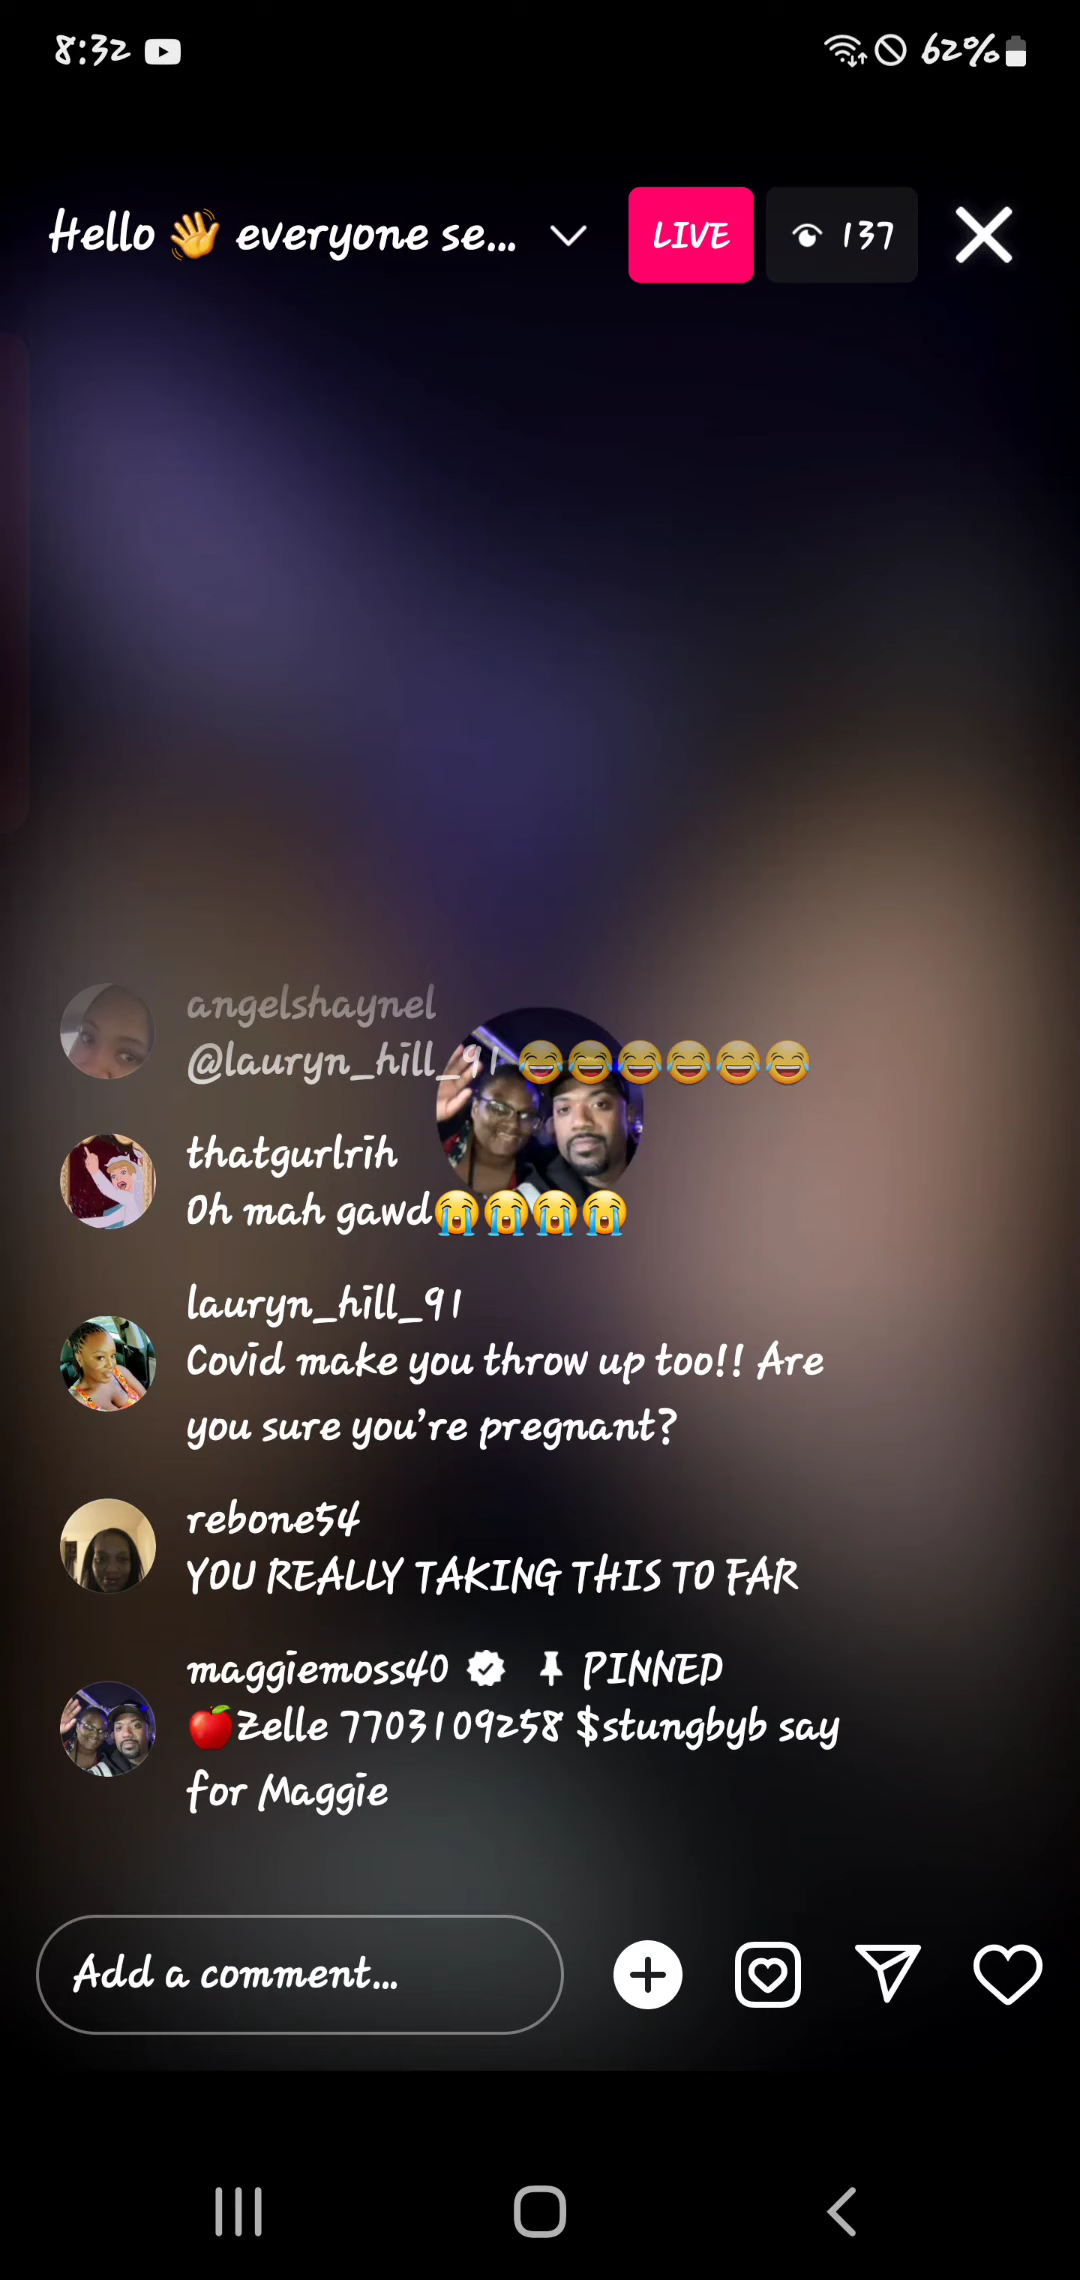 8:32 62%
Hello 👋 everyone se... LIVE 137
angelshaynel
@lauryn_hill_91 😂😂😂😂😂😂
thatgurlrih
Oh mah gawd😭😭😭😭
lauryn_hill_91
Covid make you throw up too!! Are
you sure you’re pregnant?
rebone54
YOU REALLY TAKING THIS TO FAR
maggiemoss40 PINNED
🍎Zelle 7703109258 $stungbyb say
for Maggie
Add a comment...